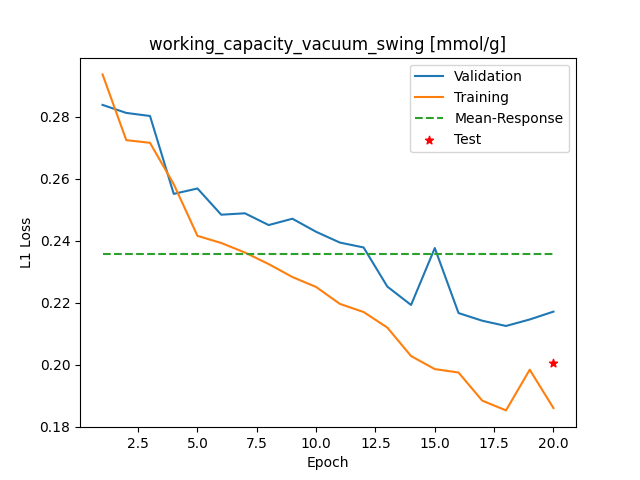 working_capacity_vacuum_swing [mmol/g]
Validation
Training
Mean-Response
Test
L1 Loss
0.28
0.26
0.24
0.22
0.20
0.18
2.5 5.0 7.5 10.0 12.5 15.0 17.5 20.0
Epoch